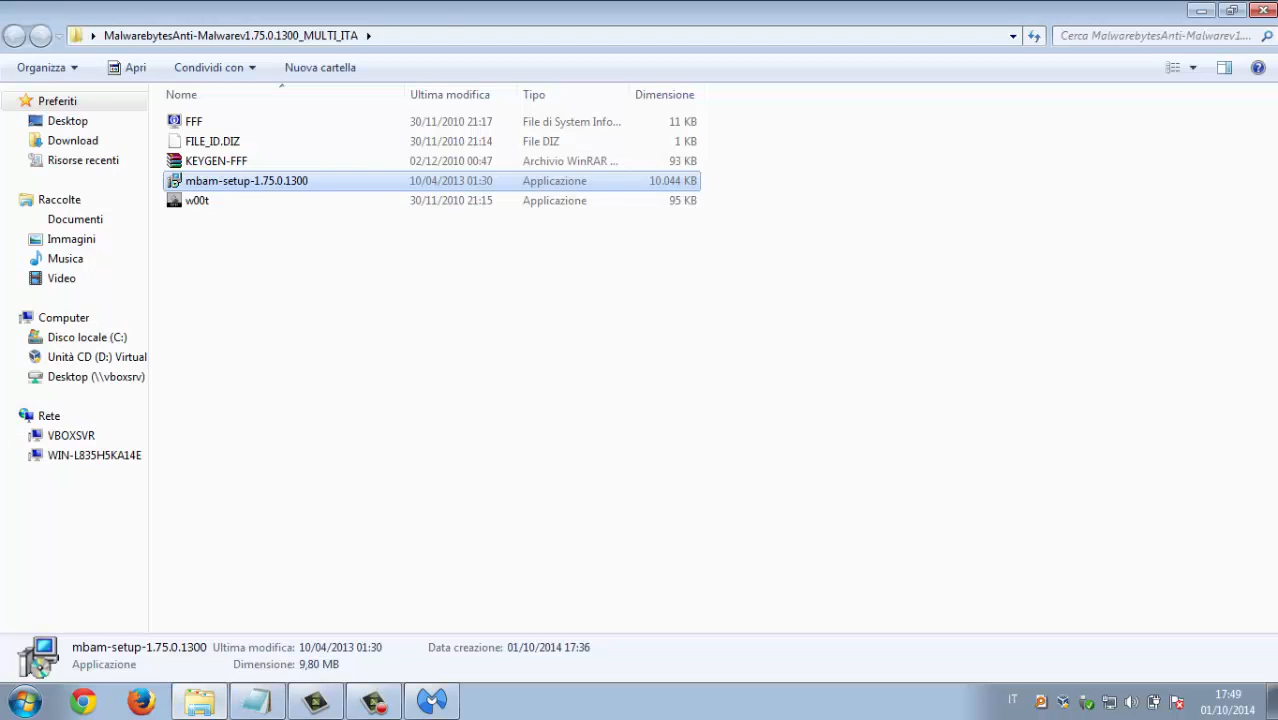 MalwarebytesAnti-Malwarev1.75.0.1300_MULTI_ITA
Cerca MalwarebytesAnti-Malwarev1....
Organizza
Apri
Condividi con
Nuova cartella
Nome
Ultima modifica
Tipo
Dimensione
FFF 30/11/2010 21:17 File di System Info... 11 KB
FILE_ID.DIZ 30/11/2010 21:14 File DIZ 1 KB
KEYGEN-FFF 02/12/2010 00:47 Archivio WinRAR ... 93 KB
mbam-setup-1.75.0.1300 10/04/2013 01:30 Applicazione 10.044 KB
w00t 30/11/2010 21:15 Applicazione 95 KB
Preferiti
Desktop
Download
Risorse recenti
Raccolte
Documenti
Immagini
Musica
Video
Computer
Disco locale (C:)
Unità CD (D:) Virtual
Desktop (\\vboxsrv)
Rete
VBOXSVR
WIN-L835H5KA14E
mbam-setup-1.75.0.1300 Ultima modifica: 10/04/2013 01:30 Data creazione: 01/10/2014 17:36
Applicazione Dimensione: 9,80 MB
IT
17:49
01/10/2014